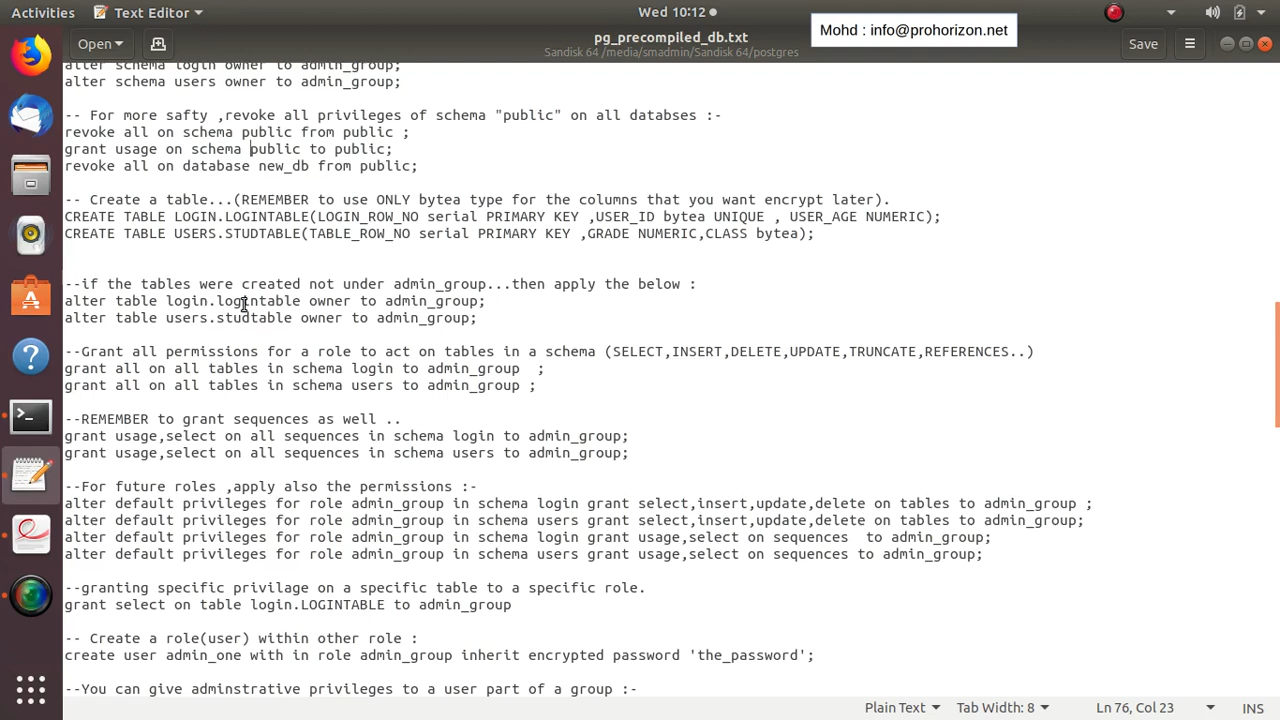 Activities
Text Editor
Wed 10:12
Mohd : info@prohorizon.net
Open
pg_precompiled_db.txt
Sandisk 64 /media/smadmin/Sandisk 64/postgres
Save
alter schema login owner to admin_group;
alter schema users owner to admin_group;
-- For more safty ,revoke all privileges of schema "public" on all databses :-
revoke all on schema public from public ;
grant usage on schema public to public;
revoke all on database new_db from public;
-- Create a table...(REMEMBER to use ONLY bytea type for the columns that you want encrypt later).
CREATE TABLE LOGIN.LOGINTABLE(LOGIN_ROW_NO serial PRIMARY KEY ,USER_ID bytea UNIQUE , USER_AGE NUMERIC);
CREATE TABLE USERS.STUDTABLE(TABLE_ROW_NO serial PRIMARY KEY ,GRADE NUMERIC,CLASS bytea);
--if the tables were created not under admin_group...then apply the below :
alter table login.logintable owner to admin_group;
alter table users.studtable owner to admin_group;
--Grant all permissions for a role to act on tables in a schema (SELECT,INSERT,DELETE,UPDATE,TRUNCATE,REFERENCES..)
grant all on all tables in schema login to admin_group  ;
grant all on all tables in schema users to admin_group ;
--REMEMBER to grant sequences as well ..
grant usage,select on all sequences in schema login to admin_group;
grant usage,select on all sequences in schema users to admin_group;
--For future roles ,apply also the permissions :-
alter default privileges for role admin_group in schema login grant select,insert,update,delete on tables to admin_group ;
alter default privileges for role admin_group in schema users grant select,insert,update,delete on tables to admin_group;
alter default privileges for role admin_group in schema login grant usage,select on sequences  to admin_group;
alter default privileges for role admin_group in schema users grant usage,select on sequences to admin_group;
--granting specific privilage on a specific table to a specific role.
grant select on table login.LOGINTABLE to admin_group
-- Create a role(user) within other role :
create user admin_one with in role admin_group inherit encrypted password 'the_password';
--You can give adminstrative privileges to a user part of a group :-
Plain Text
Tab Width: 8
Ln 76, Col 23
INS